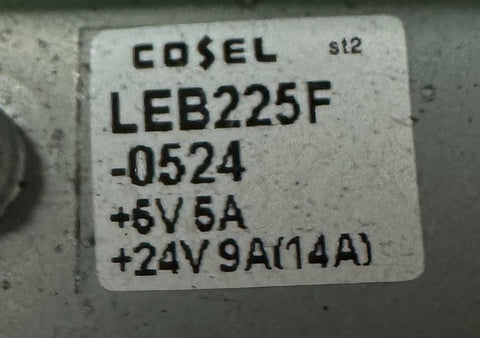 COSEL st2
LEB225F
-0524
+5V 5A
+24V 9A(14A)